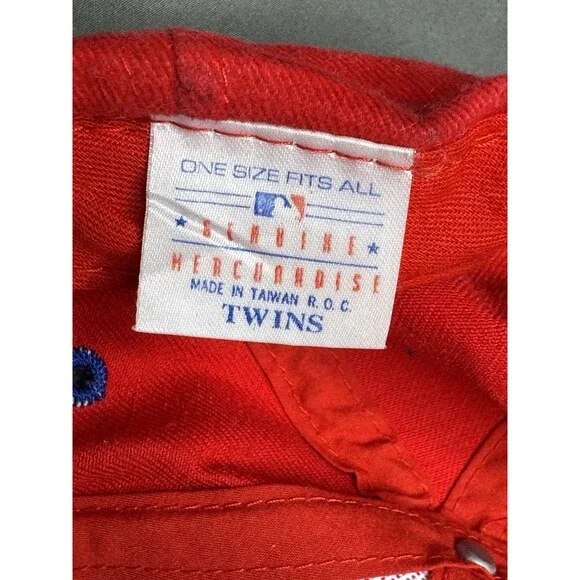 ONE SIZE FITS ALL
GENUINE
MERCHANDISE
MADE IN TAIWAN R.O.C.
TWINS